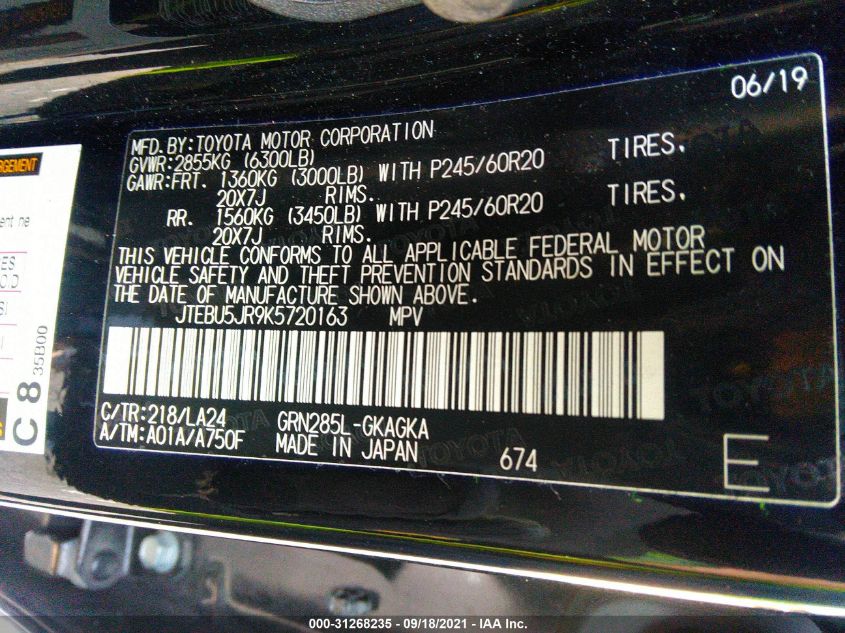 06/19
MFD.BY:TOYOTA MOTOR CORPORATION
GVWR:2855KG (6300LB)
GAWR:FRT. 1360KG (3000LB) WITH P245/60R20 TIRES.
20X7J RIMS.
RR. 1560KG (3450LB) WITH P245/60R20 TIRES.
20X7J RIMS.
THIS VEHICLE CONFORMS TO ALL APPLICABLE FEDERAL MOTOR
VEHICLE SAFETY AND THEFT PREVENTION STANDARDS IN EFFECT ON
THE DATE OF MANUFACTURE SHOWN ABOVE.
JTEBU5JR9K5720163 MPV
C/TR:218/LA24 GRN285L-GKAGKA
A/TM:A01A/A750F MADE IN JAPAN 674 E
C8 35B00
000-31268235 - 09/18/2021 - IAA Inc.